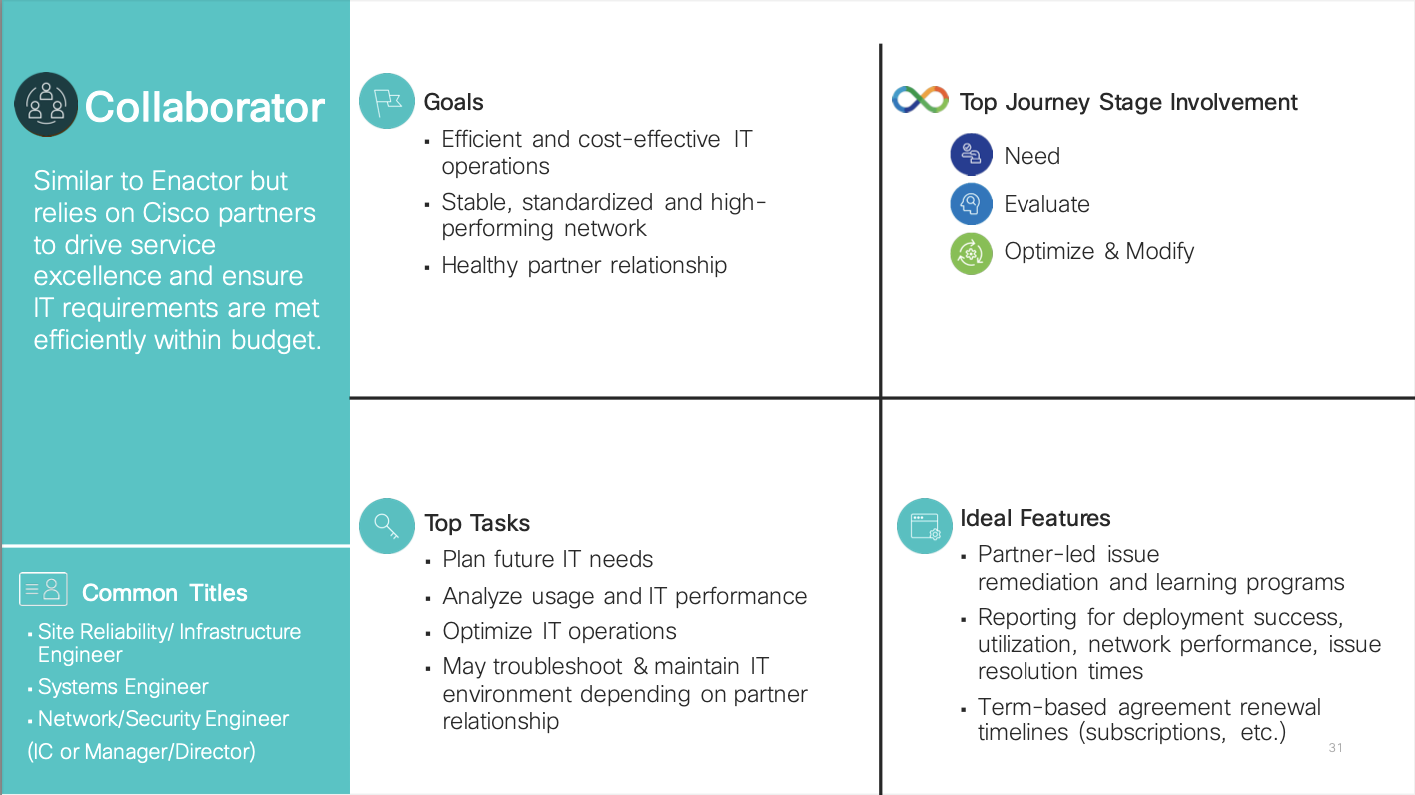 Collaborator
Similar to Enactor but
relies on Cisco partners
to drive service
excellence and ensure
IT requirements are met
efficiently within budget.
Common Titles
▪ Site Reliability/ Infrastructure
Engineer
▪ Systems Engineer
▪ Network/Security Engineer
(IC or Manager/Director)
Goals
▪ Efficient and cost-effective IT
operations
▪ Stable, standardized and high-
performing network
▪ Healthy partner relationship
Top Journey Stage Involvement
Need
Evaluate
Optimize & Modify
Top Tasks
▪ Plan future IT needs
▪ Analyze usage and IT performance
▪ Optimize IT operations
▪ May troubleshoot & maintain IT
environment depending on partner
relationship
Ideal Features
▪ Partner-led issue
remediation and learning programs
▪ Reporting for deployment success,
utilization, network performance, issue
resolution times
▪ Term-based agreement renewal
timelines (subscriptions, etc.)
31